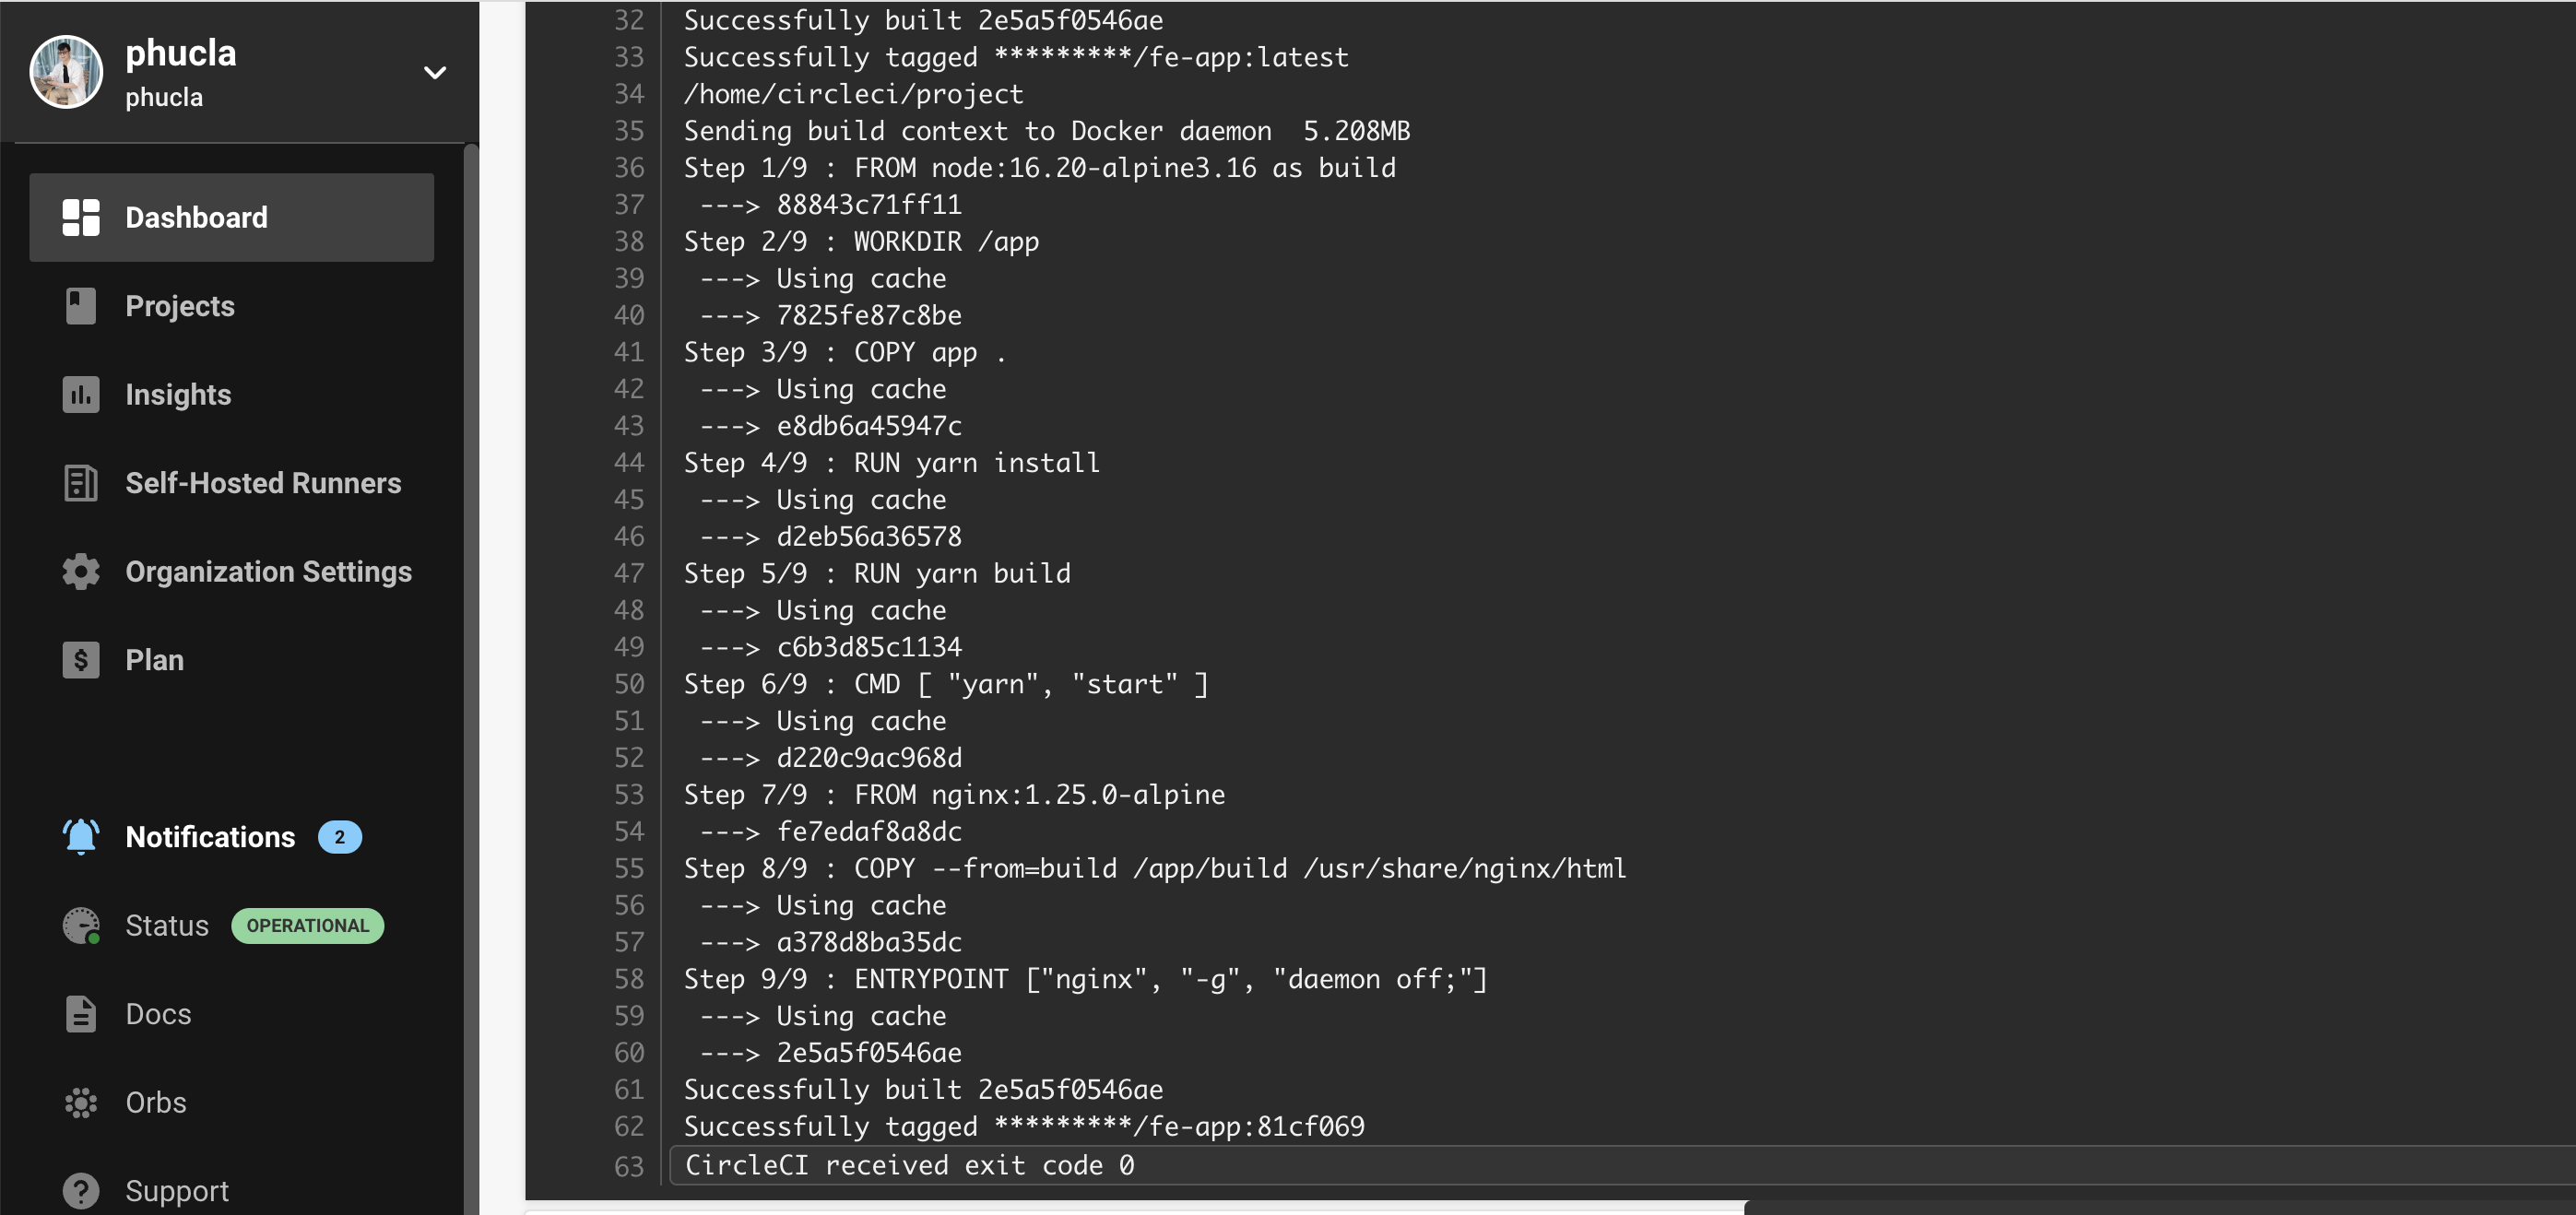 phucla
phucla
Dashboard
Projects
Insights
Self-Hosted Runners
Organization Settings
$ Plan
Notifications 2
Status OPERATIONAL
Docs
Orbs
? Support
32 Successfully built 2e5a5f0546ae
33 Successfully tagged *********/fe-app:latest
34 /home/circleci/project
35 Sending build context to Docker daemon  5.208MB
36 Step 1/9 : FROM node:16.20-alpine3.16 as build
37 ---> 88843c71ff11
38 Step 2/9 : WORKDIR /app
39 ---> Using cache
40 ---> 7825fe87c8be
41 Step 3/9 : COPY app .
42 ---> Using cache
43 ---> e8db6a45947c
44 Step 4/9 : RUN yarn install
45 ---> Using cache
46 ---> d2eb56a36578
47 Step 5/9 : RUN yarn build
48 ---> Using cache
49 ---> c6b3d85c1134
50 Step 6/9 : CMD [ "yarn", "start" ]
51 ---> Using cache
52 ---> d220c9ac968d
53 Step 7/9 : FROM nginx:1.25.0-alpine
54 ---> fe7edaf8a8dc
55 Step 8/9 : COPY --from=build /app/build /usr/share/nginx/html
56 ---> Using cache
57 ---> a378d8ba35dc
58 Step 9/9 : ENTRYPOINT ["nginx", "-g", "daemon off;"]
59 ---> Using cache
60 ---> 2e5a5f0546ae
61 Successfully built 2e5a5f0546ae
62 Successfully tagged *********/fe-app:81cf069
63 CircleCI received exit code 0